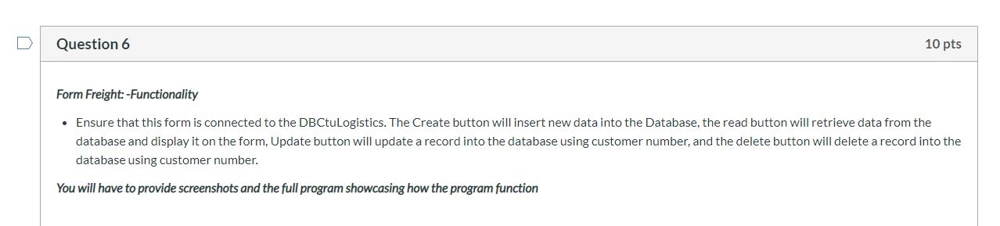 Question 6
10 pts
Form Freight: -Functionality
• Ensure that this form is connected to the DBCtuLogistics. The Create button will insert new data into the Database, the read button will retrieve data from the
database and display it on the form, Update button will update a record into the database using customer number, and the delete button will delete a record into the
database using customer number.
You will have to provide screenshots and the full program showcasing how the program function